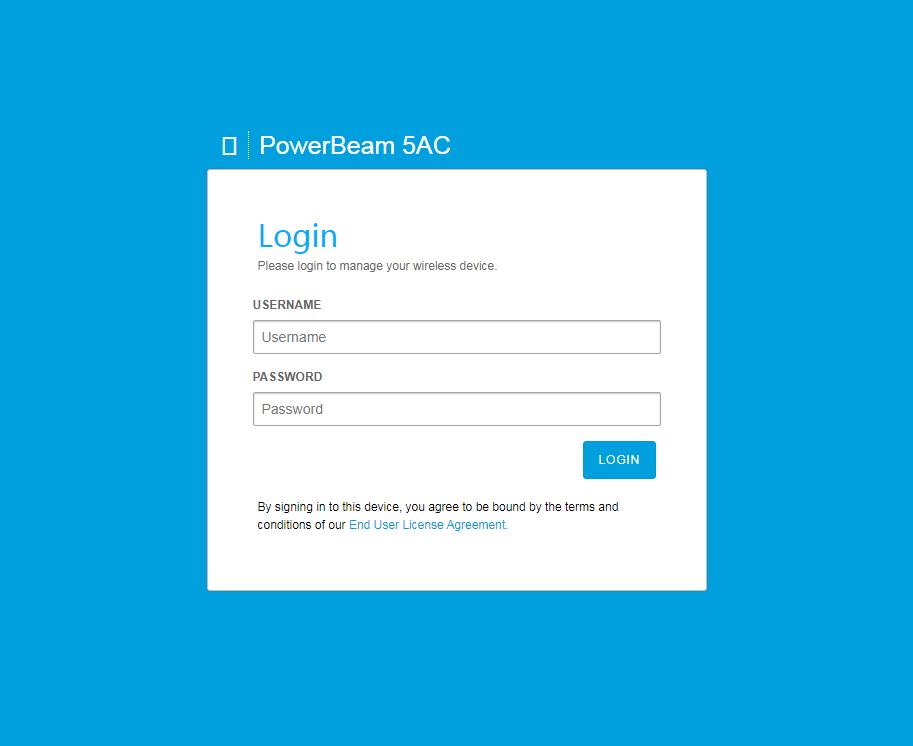 PowerBeam 5AC
Login
Please login to manage your wireless device.
USERNAME
Username
PASSWORD
Password
LOGIN
By signing in to this device, you agree to be bound by the terms and
conditions of our End User License Agreement.